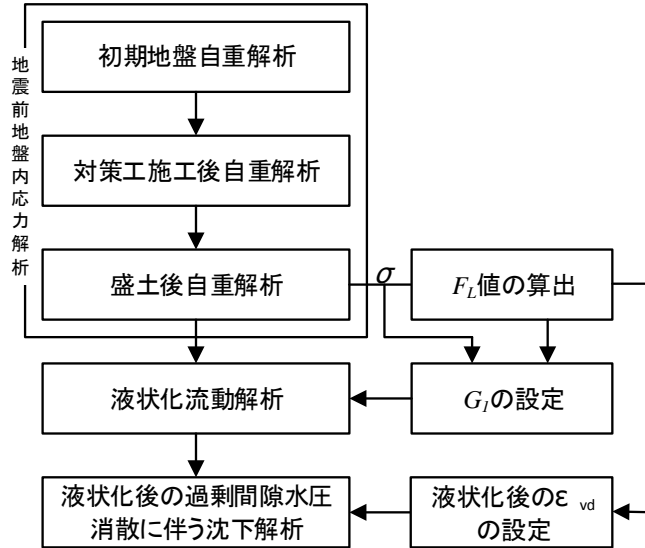 地震前地盤内応力解析
初期地盤自重解析
対策工施工後自重解析
盛土後自重解析
σ
FL値の算出
液状化流動解析
G1の設定
液状化後の過剰間隙水圧
消散に伴う沈下解析
液状化後のε vd
の設定